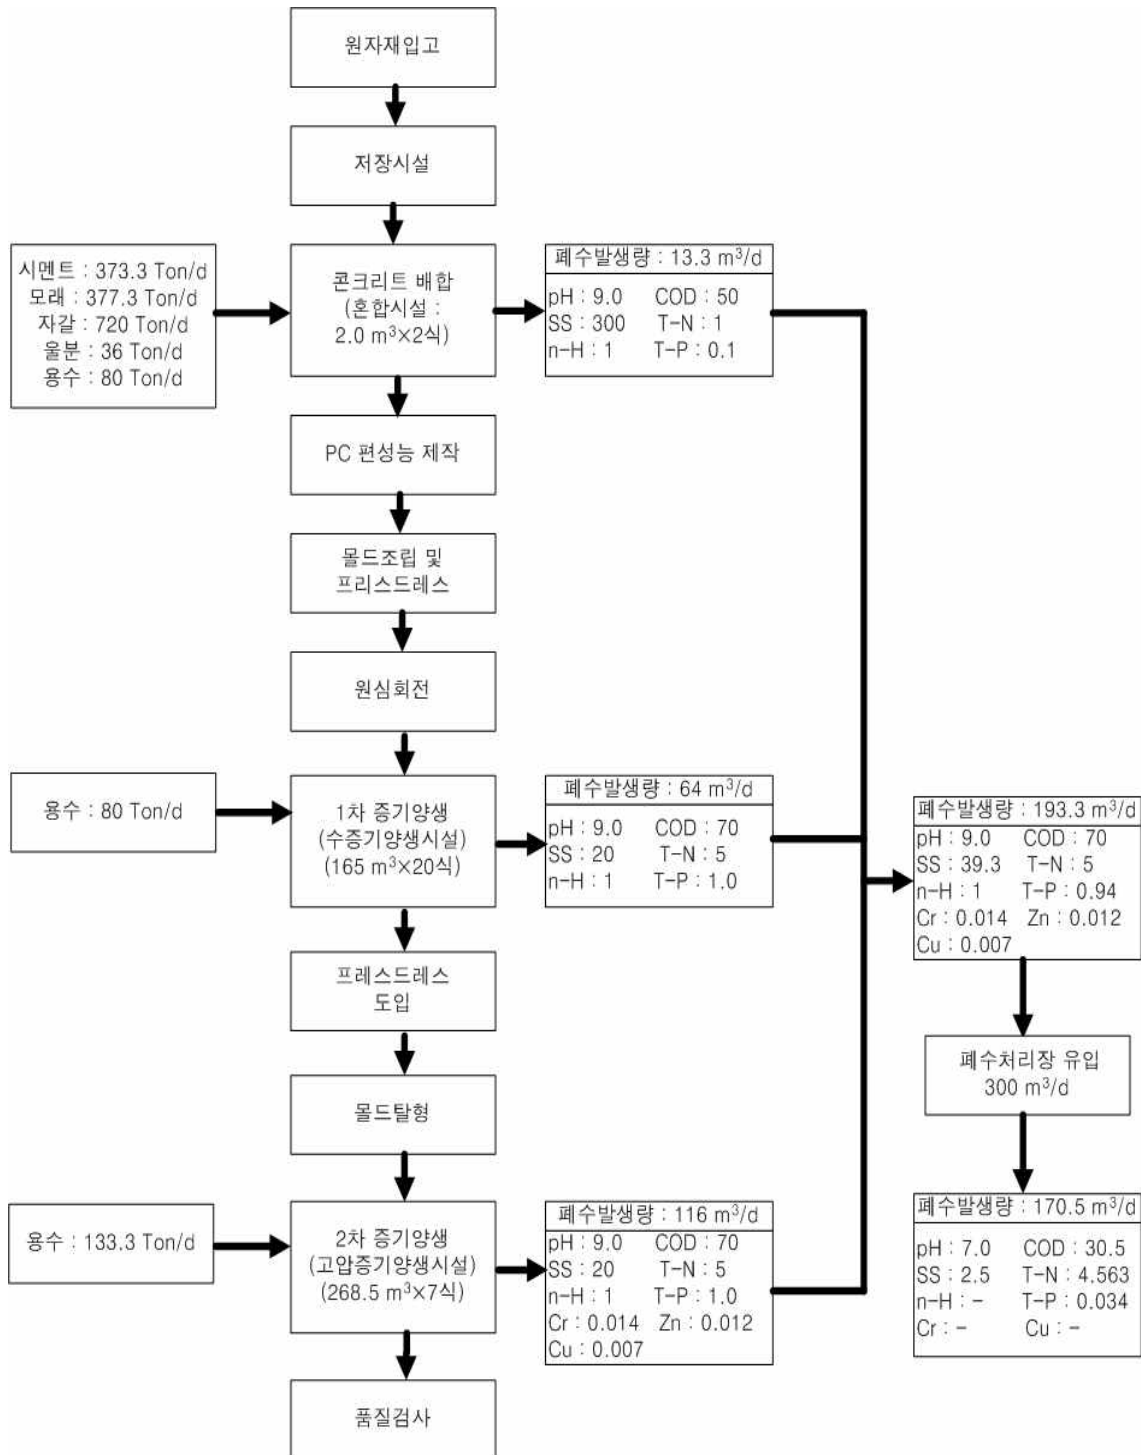 원자재입고
저장시설
시멘트 : 373.3 Ton/d
모래 : 377.3 Ton/d
자갈 : 720 Ton/d
울분 : 36 Ton/d
용수 : 80 Ton/d
콘크리트 배합
(혼합시설 :
2.0 m³×2식)
폐수발생량 : 13.3 m³/d
pH : 9.0 COD : 50
SS : 300 T-N : 1
n-H : 1 T-P : 0.1
PC 편성능 제작
몰드조립 및
프리스드레스
원심회전
용수 : 80 Ton/d
1차 증기양생
(수증기양생시설)
(165 m³×20식)
폐수발생량 : 64 m³/d
pH : 9.0 COD : 70
SS : 20 T-N : 5
n-H : 1 T-P : 1.0
폐수발생량 : 193.3 m³/d
pH : 9.0 COD : 70
SS : 39.3 T-N : 5
n-H : 1 T-P : 0.94
Cr : 0.014 Zn : 0.012
Cu : 0.007
프레스드레스
도입
폐수처리장 유입
300 m³/d
몰드탈형
용수 : 133.3 Ton/d
2차 증기양생
(고압증기양생시설)
(268.5 m³×7식)
폐수발생량 : 116 m³/d
pH : 9.0 COD : 70
SS : 20 T-N : 5
n-H : 1 T-P : 1.0
Cr : 0.014 Zn : 0.012
Cu : 0.007
폐수발생량 : 170.5 m³/d
pH : 7.0 COD : 30.5
SS : 2.5 T-N : 4.563
n-H : - T-P : 0.034
Cr : - Cu : -
품질검사